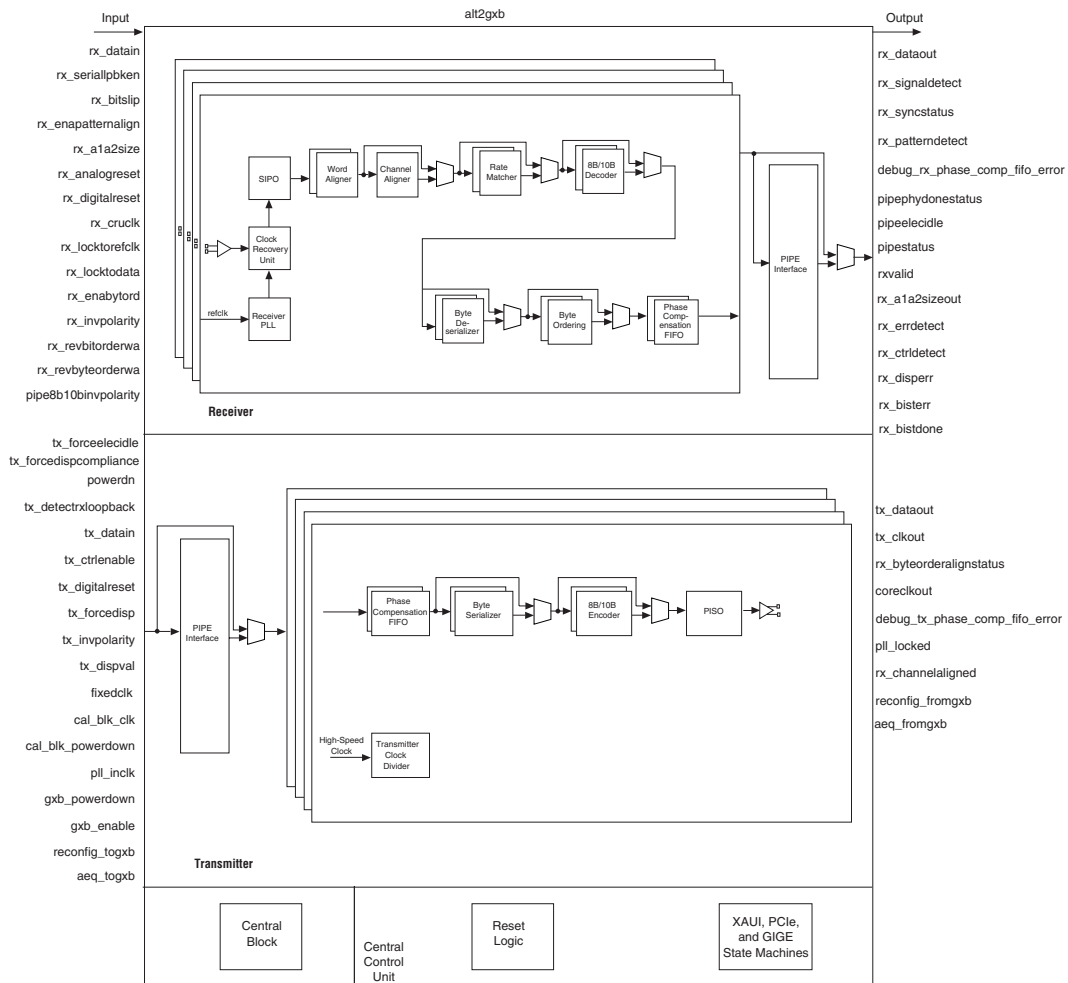 Input
alt2gxb
Output
rx_datain
rx_seriallpbken
rx_bitslip
rx_enapatternalign
rx_a1a2size
rx_analogreset
rx_digitalreset
rx_cruclk
rx_locktorefclk
rx_locktodata
rx_enabytord
rx_invpolarity
rx_revbitorderwa
rx_revbyteorderwa
pipe8b10binvpolarity
SIPO
Word
Aligner
Channel
Aligner
Rate
Matcher
8B/10B
Decoder
Clock
Recovery
Unit
refclk
Receiver
PLL
Byte
De-
serializer
Byte
Ordering
Phase
Comp-
ensation
FIFO
PIPE
Interface
Receiver
rx_dataout
rx_signaldetect
rx_syncstatus
rx_patterndetect
debug_rx_phase_comp_fifo_error
pipephydonestatus
pipeelecidle
pipestatus
rxvalid
rx_a1a2sizeout
rx_errdetect
rx_ctrldetect
rx_disperr
rx_bisterr
rx_bistdone
tx_forceelecidle
tx_forcedispcompliance
powerdn
tx_detectrxloopback
tx_datain
tx_ctrlenable
tx_digitalreset
tx_forcedisp
tx_invpolarity
tx_dispval
fixedclk
cal_blk_clk
cal_blk_powerdown
pll_inclk
gxb_powerdown
gxb_enable
reconfig_togxb
aeq_togxb
PIPE
Interface
Phase
Compensation
FIFO
Byte
Serializer
8B/10B
Encoder
PISO
High-Speed
Clock
Transmitter
Clock
Divider
Transmitter
tx_dataout
tx_clkout
rx_byteorderalignstatus
coreclkout
debug_tx_phase_comp_fifo_error
pll_locked
rx_channelaligned
reconfig_fromgxb
aeq_fromgxb
Central
Block
Central
Control
Unit
Reset
Logic
XAUI, PCIe,
and GIGE
State Machines